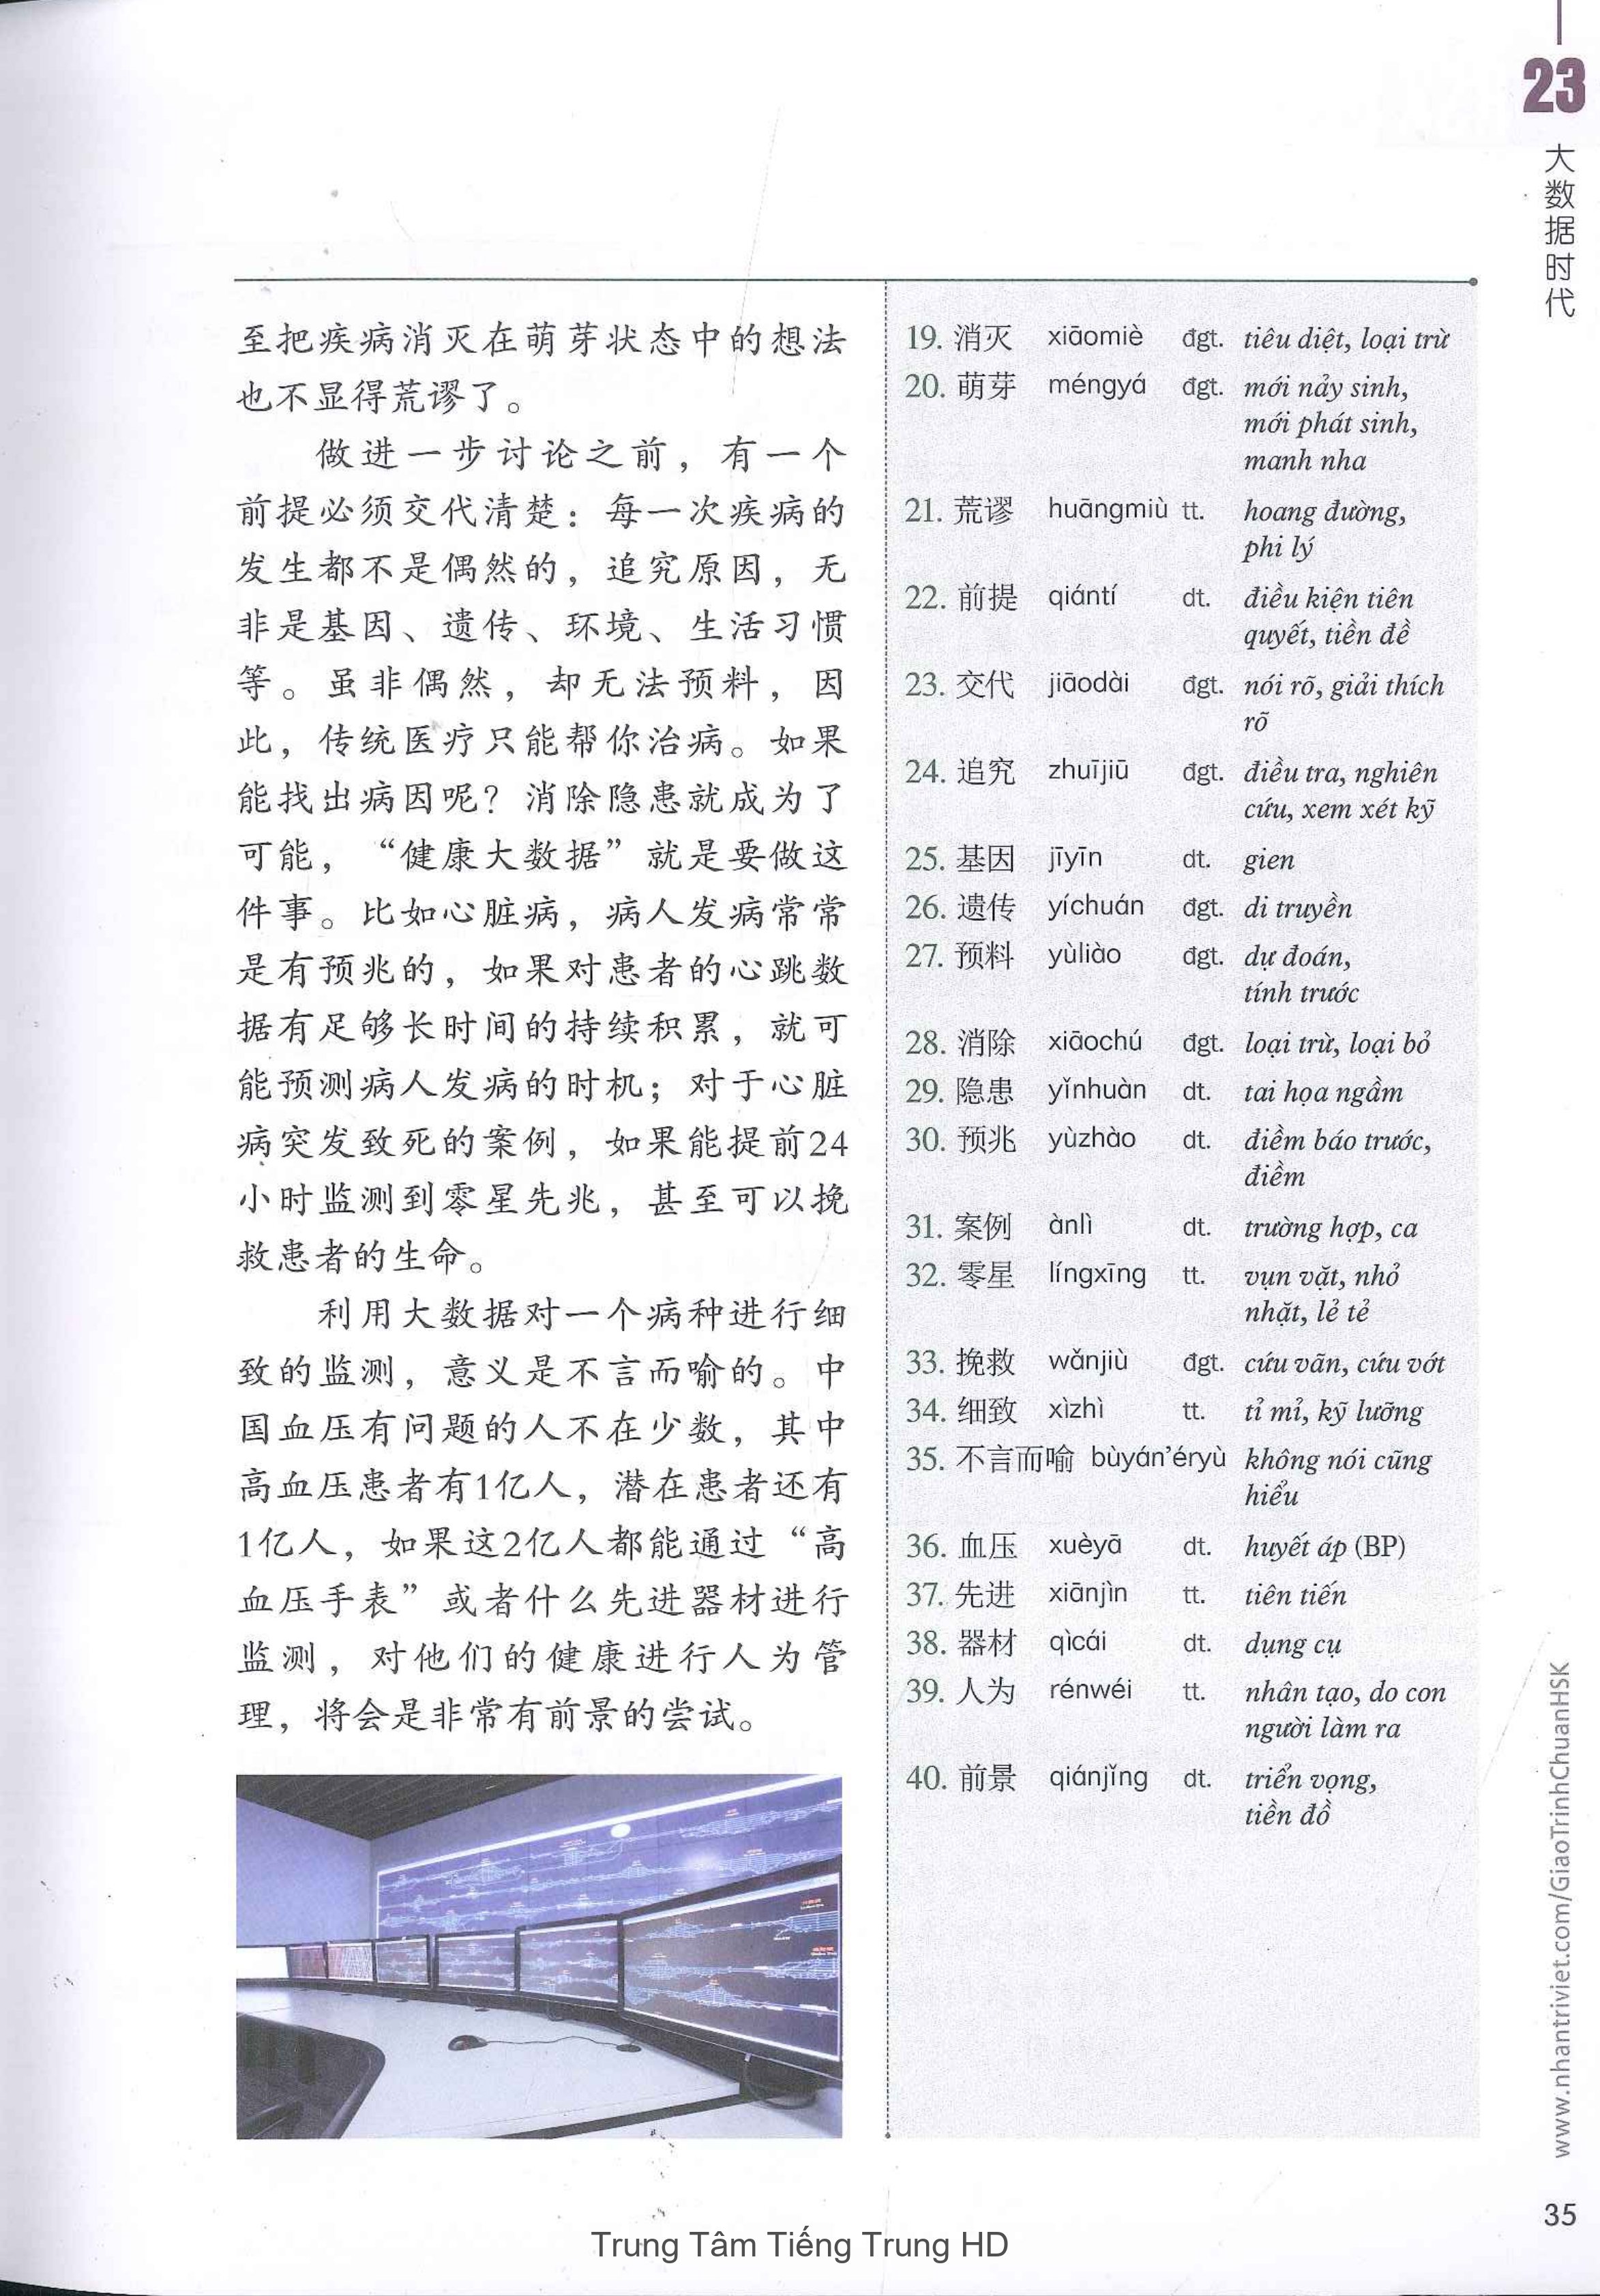 23
大数据时代
至把疾病消灭在萌芽状态中的想法
也不显得荒谬了。
做进一步讨论之前，有一个
前提必须交代清楚：每一次疾病的
发生都不是偶然的，追究原因，无
非是基因、遗传、环境、生活习惯
等。虽非偶然，却无法预料，因
此，传统医疗只能帮你治病。如果
能找出病因呢？消除隐患就成为了
可能，“健康大数据”就是要做这
件事。比如心脏病，病人发病常常
是有预兆的，如果对患者的心跳数
据有足够长时间的持续积累，就可
能预测病人发病的时机；对于心脏
病突发致死的案例，如果能提前24
小时监测到零星先兆，甚至可以挽
救患者的生命。
利用大数据对一个病种进行细
致的监测，意义是不言而喻的。中
国血压有问题的人不在少数，其中
高血压患者有1亿人，潜在患者还有
1亿人，如果这2亿人都能通过“高
血压手表”或者什么先进器材进行
监测，对他们的健康进行人为管
理，将会是非常有前景的尝试。
19. 消灭 xiāomiè đgt. tiêu diệt, loại trừ
20. 萌芽 méngyá đgt. mới nảy sinh,
mới phát sinh,
manh nha
21. 荒谬 huāngmiù tt. hoang đường,
phi lý
22. 前提 qiántí dt. điều kiện tiên
quyết, tiền đề
23. 交代 jiāodài đgt. nói rõ, giải thích
rõ
24. 追究 zhuījiū đgt. điều tra, nghiên
cứu, xem xét kỹ
25. 基因 jīyīn dt. gien
26. 遗传 yíchuán đgt. di truyền
27. 预料 yùliào đgt. dự đoán,
tính trước
28. 消除 xiāochú đgt. loại trừ, loại bỏ
29. 隐患 yǐnhuàn dt. tai họa ngầm
30. 预兆 yùzhào dt. điềm báo trước,
điềm
31. 案例 ànlì dt. trường hợp, ca
32. 零星 língxīng tt. vụn vặt, nhỏ
nhặt, lẻ tẻ
33. 挽救 wǎnjiù đgt. cứu vãn, cứu vớt
34. 细致 xìzhì tt. tỉ mỉ, kỹ lưỡng
35. 不言而喻 bùyán’éryù không nói cũng
hiểu
36. 血压 xuèyā dt. huyết áp (BP)
37. 先进 xiānjìn tt. tiên tiến
38. 器材 qìcái dt. dụng cụ
39. 人为 rénwéi tt. nhân tạo, do con
người làm ra
40. 前景 qiánjǐng dt. triển vọng,
tiền đồ
www.nhantriviet.com/GiaoTrinhChuanHSK
35
Trung Tâm Tiếng Trung HD